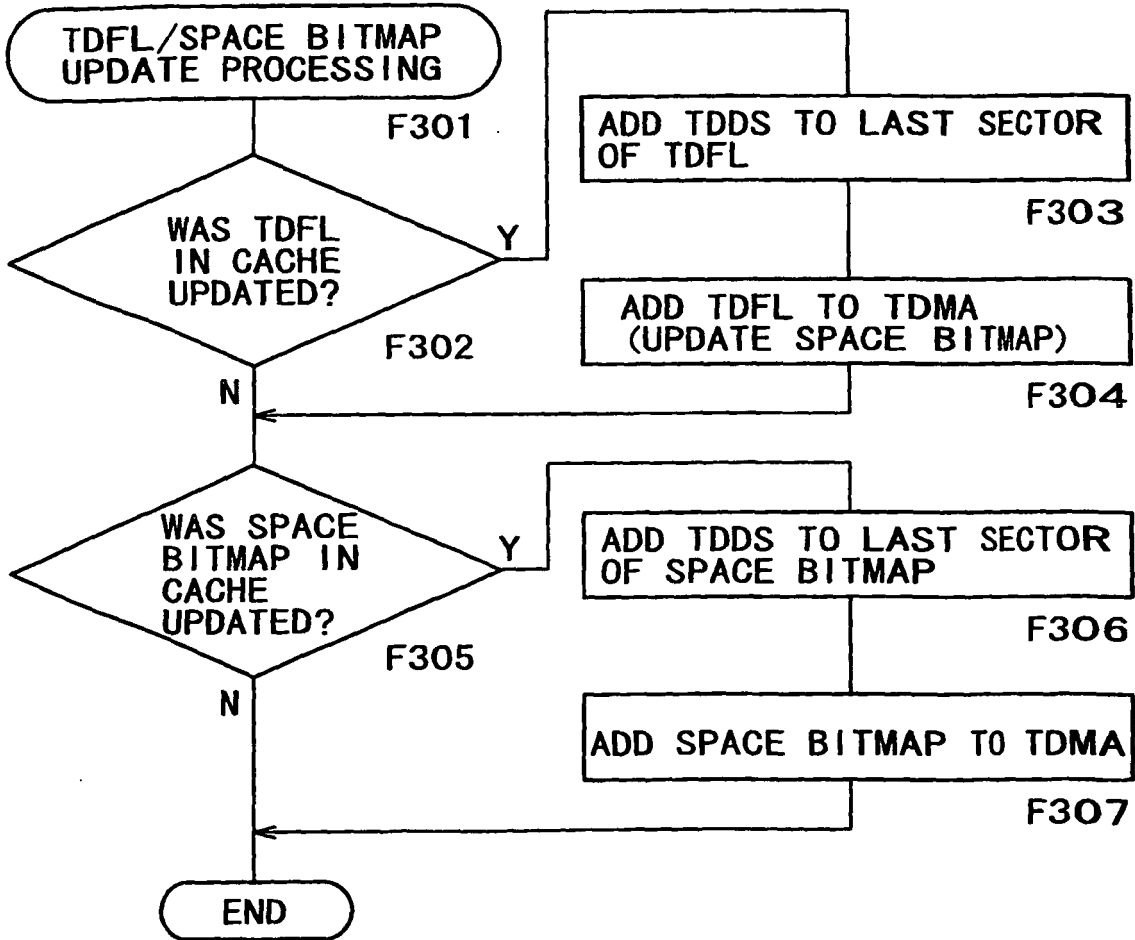 TDFL/SPACE BITMAP
UPDATE PROCESSING
F301
WAS TDFL
IN CACHE
UPDATED?
Y
F302
N
ADD TDDS TO LAST SECTOR
OF TDFL
F303
ADD TDFL TO TDMA
(UPDATE SPACE BITMAP)
F304
WAS SPACE
BITMAP IN
CACHE
UPDATED?
Y
F305
N
ADD TDDS TO LAST SECTOR
OF SPACE BITMAP
F306
ADD SPACE BITMAP TO TDMA
F307
END